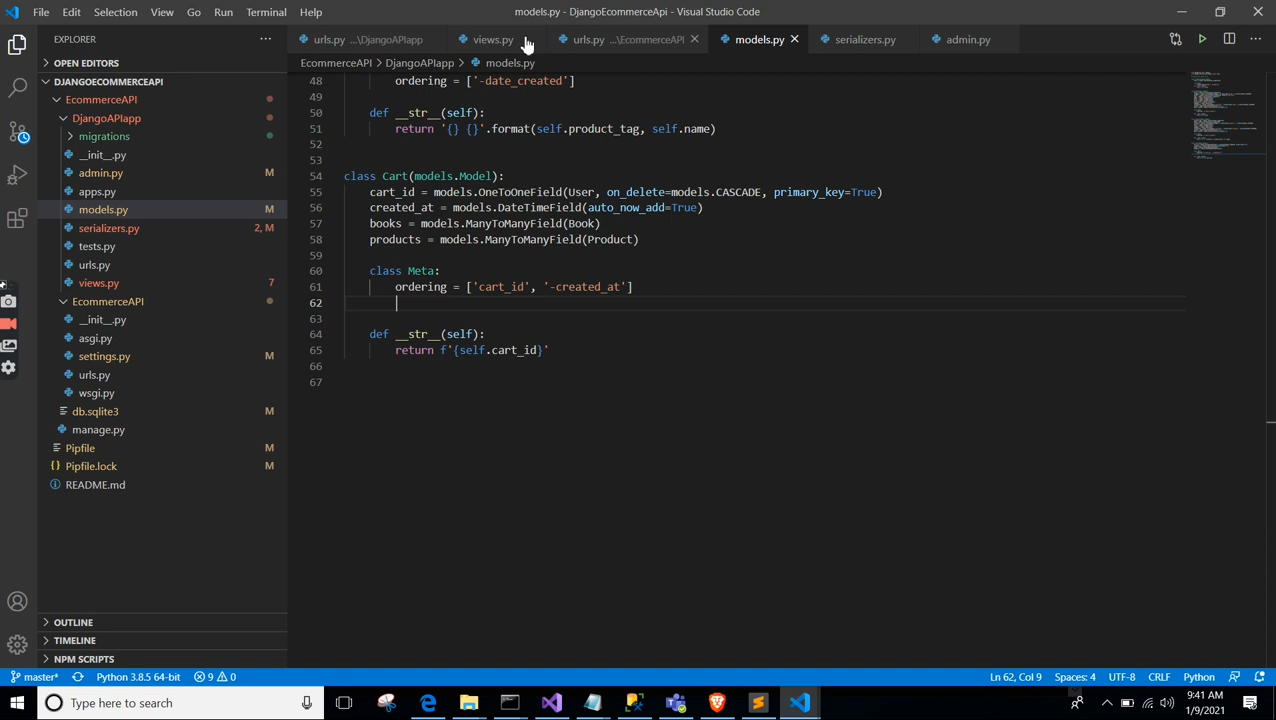 File Edit Selection View Go Run Terminal Help models.py - DjangoEcommerceApi - Visual Studio Code
EXPLORER ...
urls.py ...\DjangoAPIapp views.py urls.py ...\EcommerceAPI models.py serializers.py admin.py
EcommerceAPI > DjangoAPIapp > models.py
OPEN EDITORS
DJANGOECOMMERCEAPI
EcommerceAPI
DjangoAPIapp
migrations
__init__.py
admin.py M
apps.py
models.py M
serializers.py 2, M
tests.py
urls.py
views.py 7
EcommerceAPI
__init__.py
asgi.py
settings.py M
urls.py
wsgi.py
db.sqlite3 M
manage.py
Pipfile M
Pipfile.lock M
README.md
OUTLINE
TIMELINE
NPM SCRIPTS
48 ordering = ['-date_created']
49
50 def __str__(self):
51 return '{} {}'.format(self.product_tag, self.name)
52
53
54 class Cart(models.Model):
55 cart_id = models.OneToOneField(User, on_delete=models.CASCADE, primary_key=True)
56 created_at = models.DateTimeField(auto_now_add=True)
57 books = models.ManyToManyField(Book)
58 products = models.ManyToManyField(Product)
59
60 class Meta:
61 ordering = ['cart_id', '-created_at']
62
63
64 def __str__(self):
65 return f'{self.cart_id}'
66
67
master* Python 3.8.5 64-bit 9 0 Ln 62, Col 9 Spaces: 4 UTF-8 CRLF Python
Type here to search
9:41 AM
1/9/2021